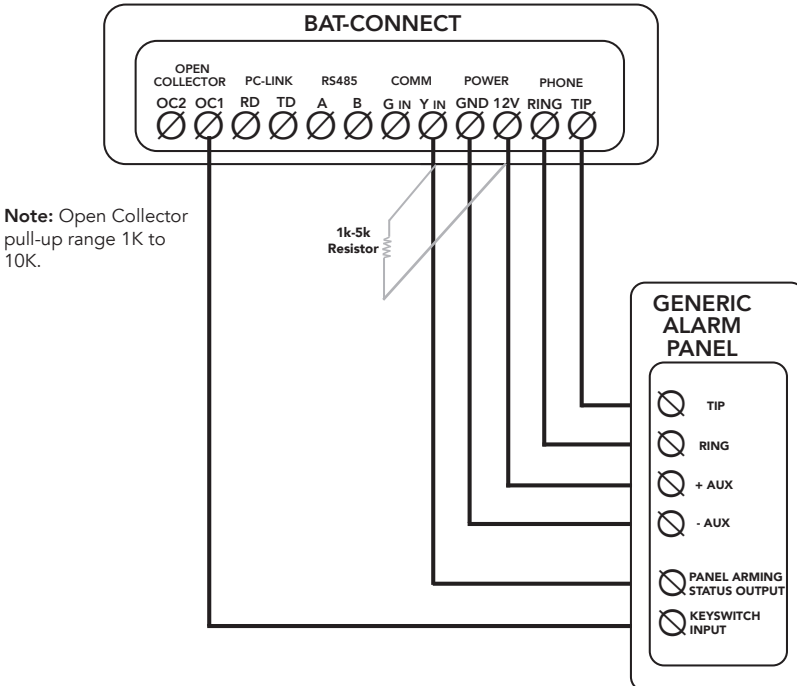 BAT-CONNECT
OPEN
COLLECTOR
PC-LINK
RS485
COMM
POWER
PHONE
OC2 OC1 RD TD A B G IN Y IN GND 12V RING TIP
Note: Open Collector
pull-up range 1K to
10K.
1k-5k
Resistor
GENERIC
ALARM
PANEL
TIP
RING
+ AUX
- AUX
PANEL ARMING
STATUS OUTPUT
KEYSWITCH
INPUT